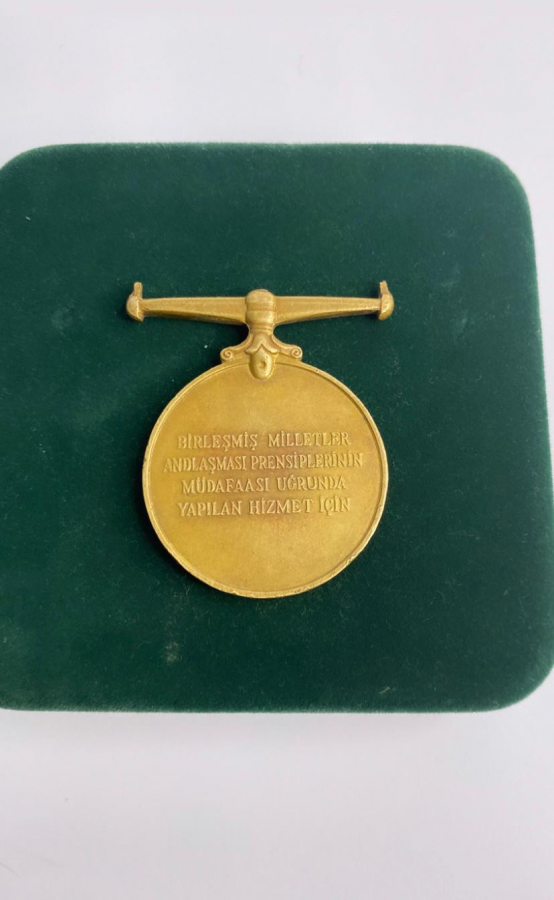 BİRLEŞMİŞ MİLLETLER
ANDLAŞMASI PRENSİPLERİNİN
MÜDAFAASI UĞRUNDA
YAPILAN HİZMET İÇİN